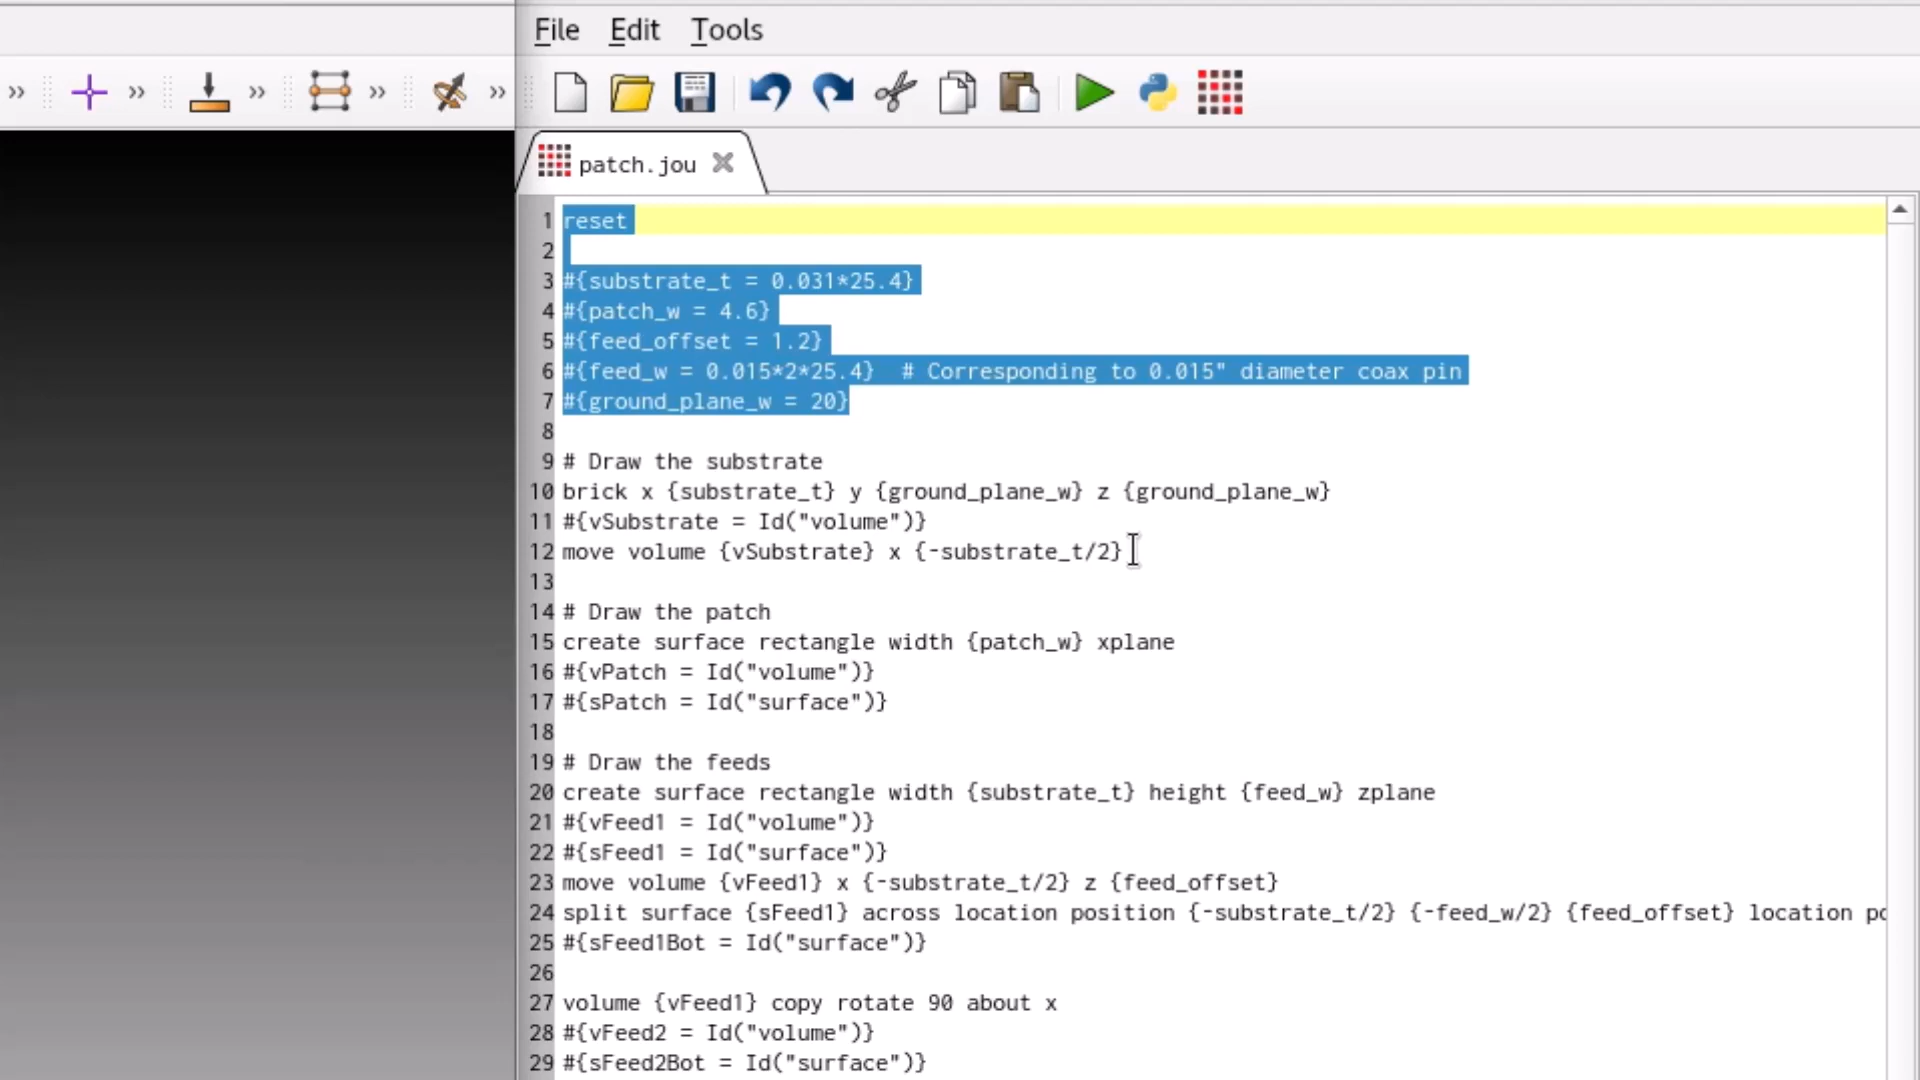 File Edit Tools
patch.jou
1 reset
2
3 #{substrate_t = 0.031*25.4}
4 #{patch_w = 4.6}
5 #{feed_offset = 1.2}
6 #{feed_w = 0.015*2*25.4}  # Corresponding to 0.015" diameter coax pin
7 #{ground_plane_w = 20}
8
9 # Draw the substrate
10 brick x {substrate_t} y {ground_plane_w} z {ground_plane_w}
11 #{vSubstrate = Id("volume")}
12 move volume {vSubstrate} x {-substrate_t/2}
13
14 # Draw the patch
15 create surface rectangle width {patch_w} xplane
16 #{vPatch = Id("volume")}
17 #{sPatch = Id("surface")}
18
19 # Draw the feeds
20 create surface rectangle width {substrate_t} height {feed_w} zplane
21 #{vFeed1 = Id("volume")}
22 #{sFeed1 = Id("surface")}
23 move volume {vFeed1} x {-substrate_t/2} z {feed_offset}
24 split surface {sFeed1} across location position {-substrate_t/2} {-feed_w/2} {feed_offset} location
25 #{sFeed1Bot = Id("surface")}
26
27 volume {vFeed1} copy rotate 90 about x
28 #{vFeed2 = Id("volume")}
29 #{sFeed2Bot = Id("surface")}